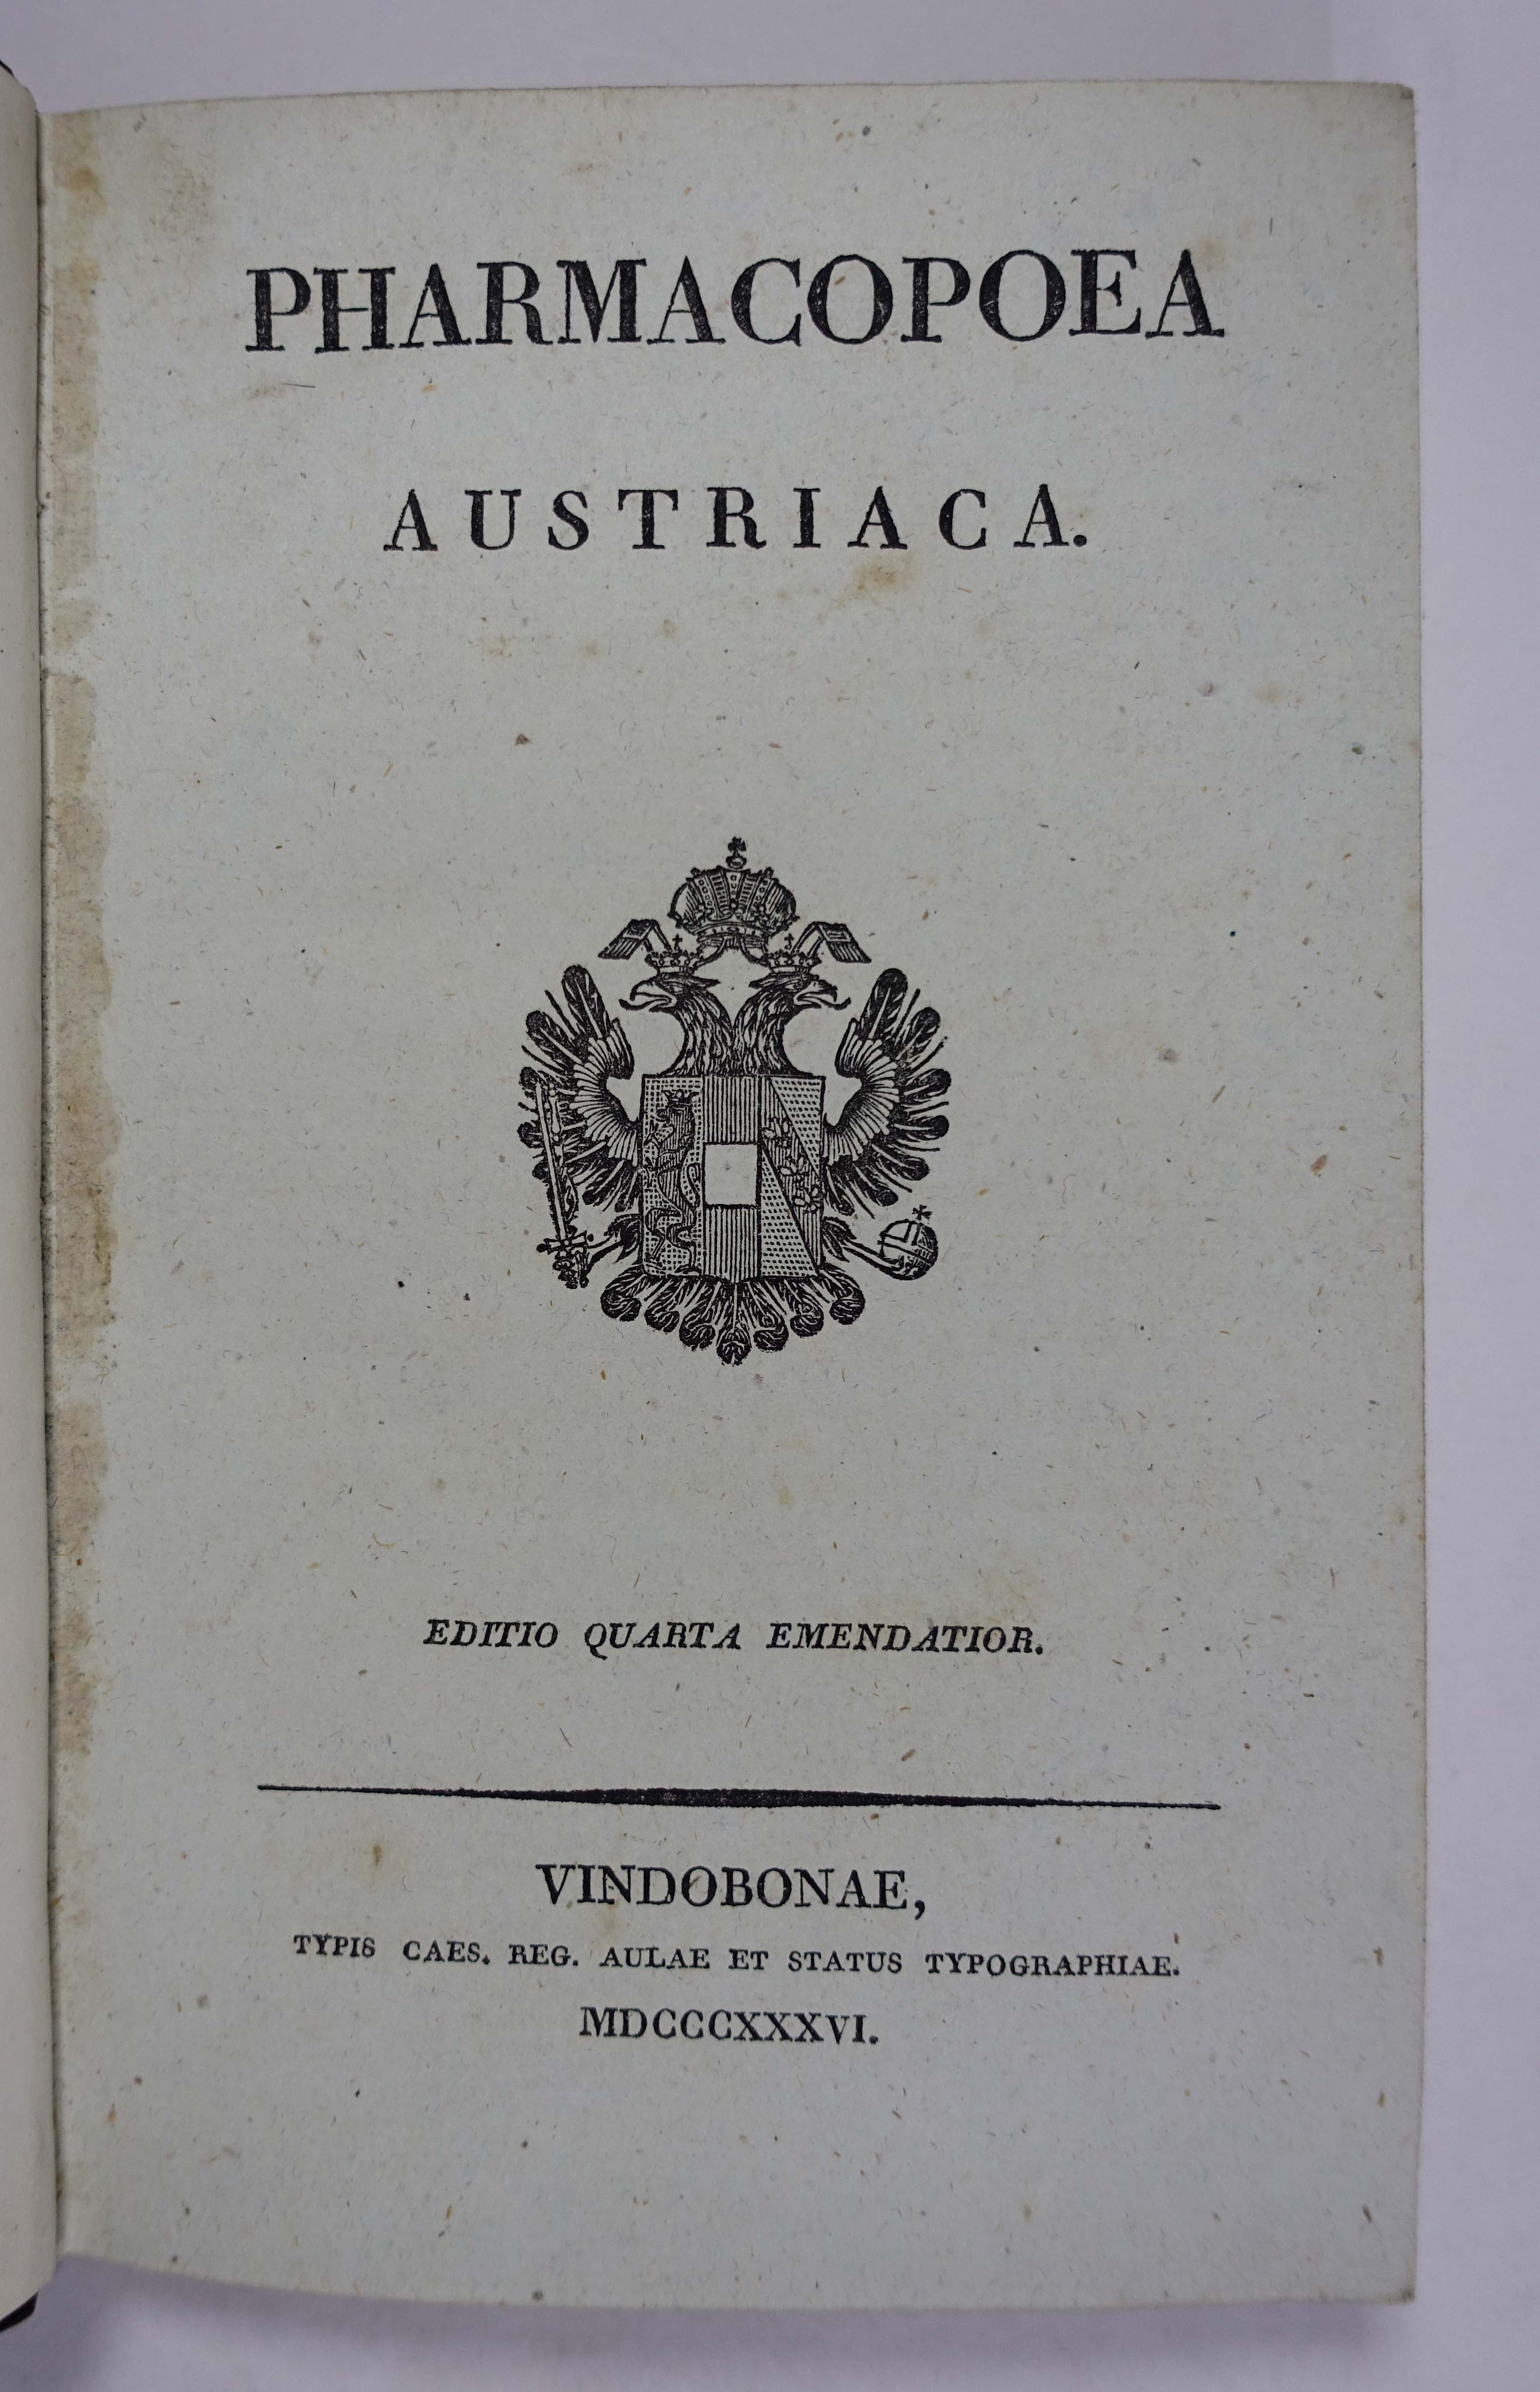 PHARMACOPOEA
AUSTRIACA.
EDITIO QUARTA EMENDATIOR.
VINDOBONAE,
TYPIS CAES. REG. AULAE ET STATUS TYPOGRAPHIAE.
MDCCCXXXVI.